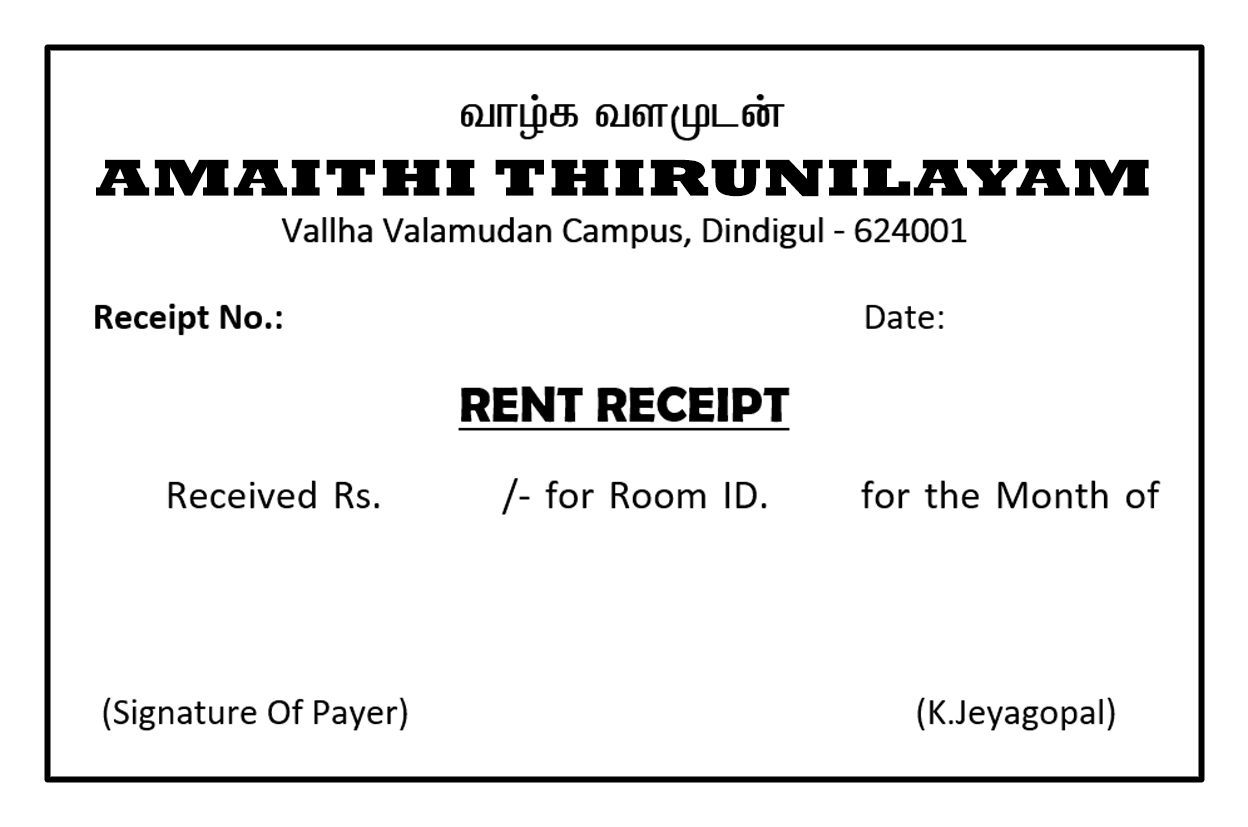 வாழ்க வளமுடன்
AMAITHI THIRUNILAYAM
Vallha Valamudan Campus, Dindigul - 624001
Receipt No.: Date:
RENT RECEIPT
Received Rs. /- for Room ID. for the Month of
(Signature Of Payer) (K.Jeyagopal)